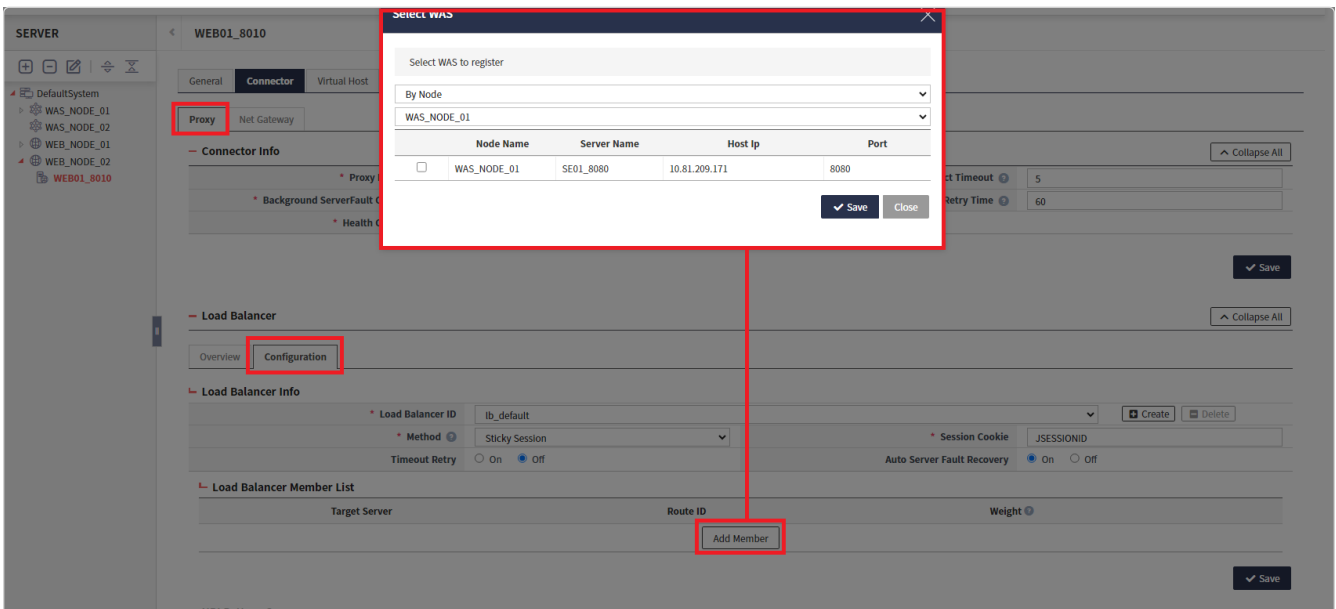 Select WAS
SERVER
WEB01_8010
Select WAS to register
General Connector Virtual Host
DefaultSystem
By Node
WAS_NODE_01
WAS_NODE_01
Proxy Net Gateway
WAS_NODE_02
Node Name Server Name Host Ip Port
WEB_NODE_01
Connector Info
Collapse All
WEB_NODE_02
WAS_NODE_01 SE01_8080 10.81.209.171 8080
WEB01_8010
* Proxy
ct Timeout 5
* Background ServerFault
Retry Time 60
Save Close
* Health
Save
Load Balancer
Collapse All
Overview Configuration
Load Balancer Info
* Load Balancer ID lb_default Create Delete
* Method Sticky Session * Session Cookie JSESSIONID
Timeout Retry On Off Auto Server Fault Recovery On Off
Load Balancer Member List
Target Server Route ID Weight
Add Member
Save